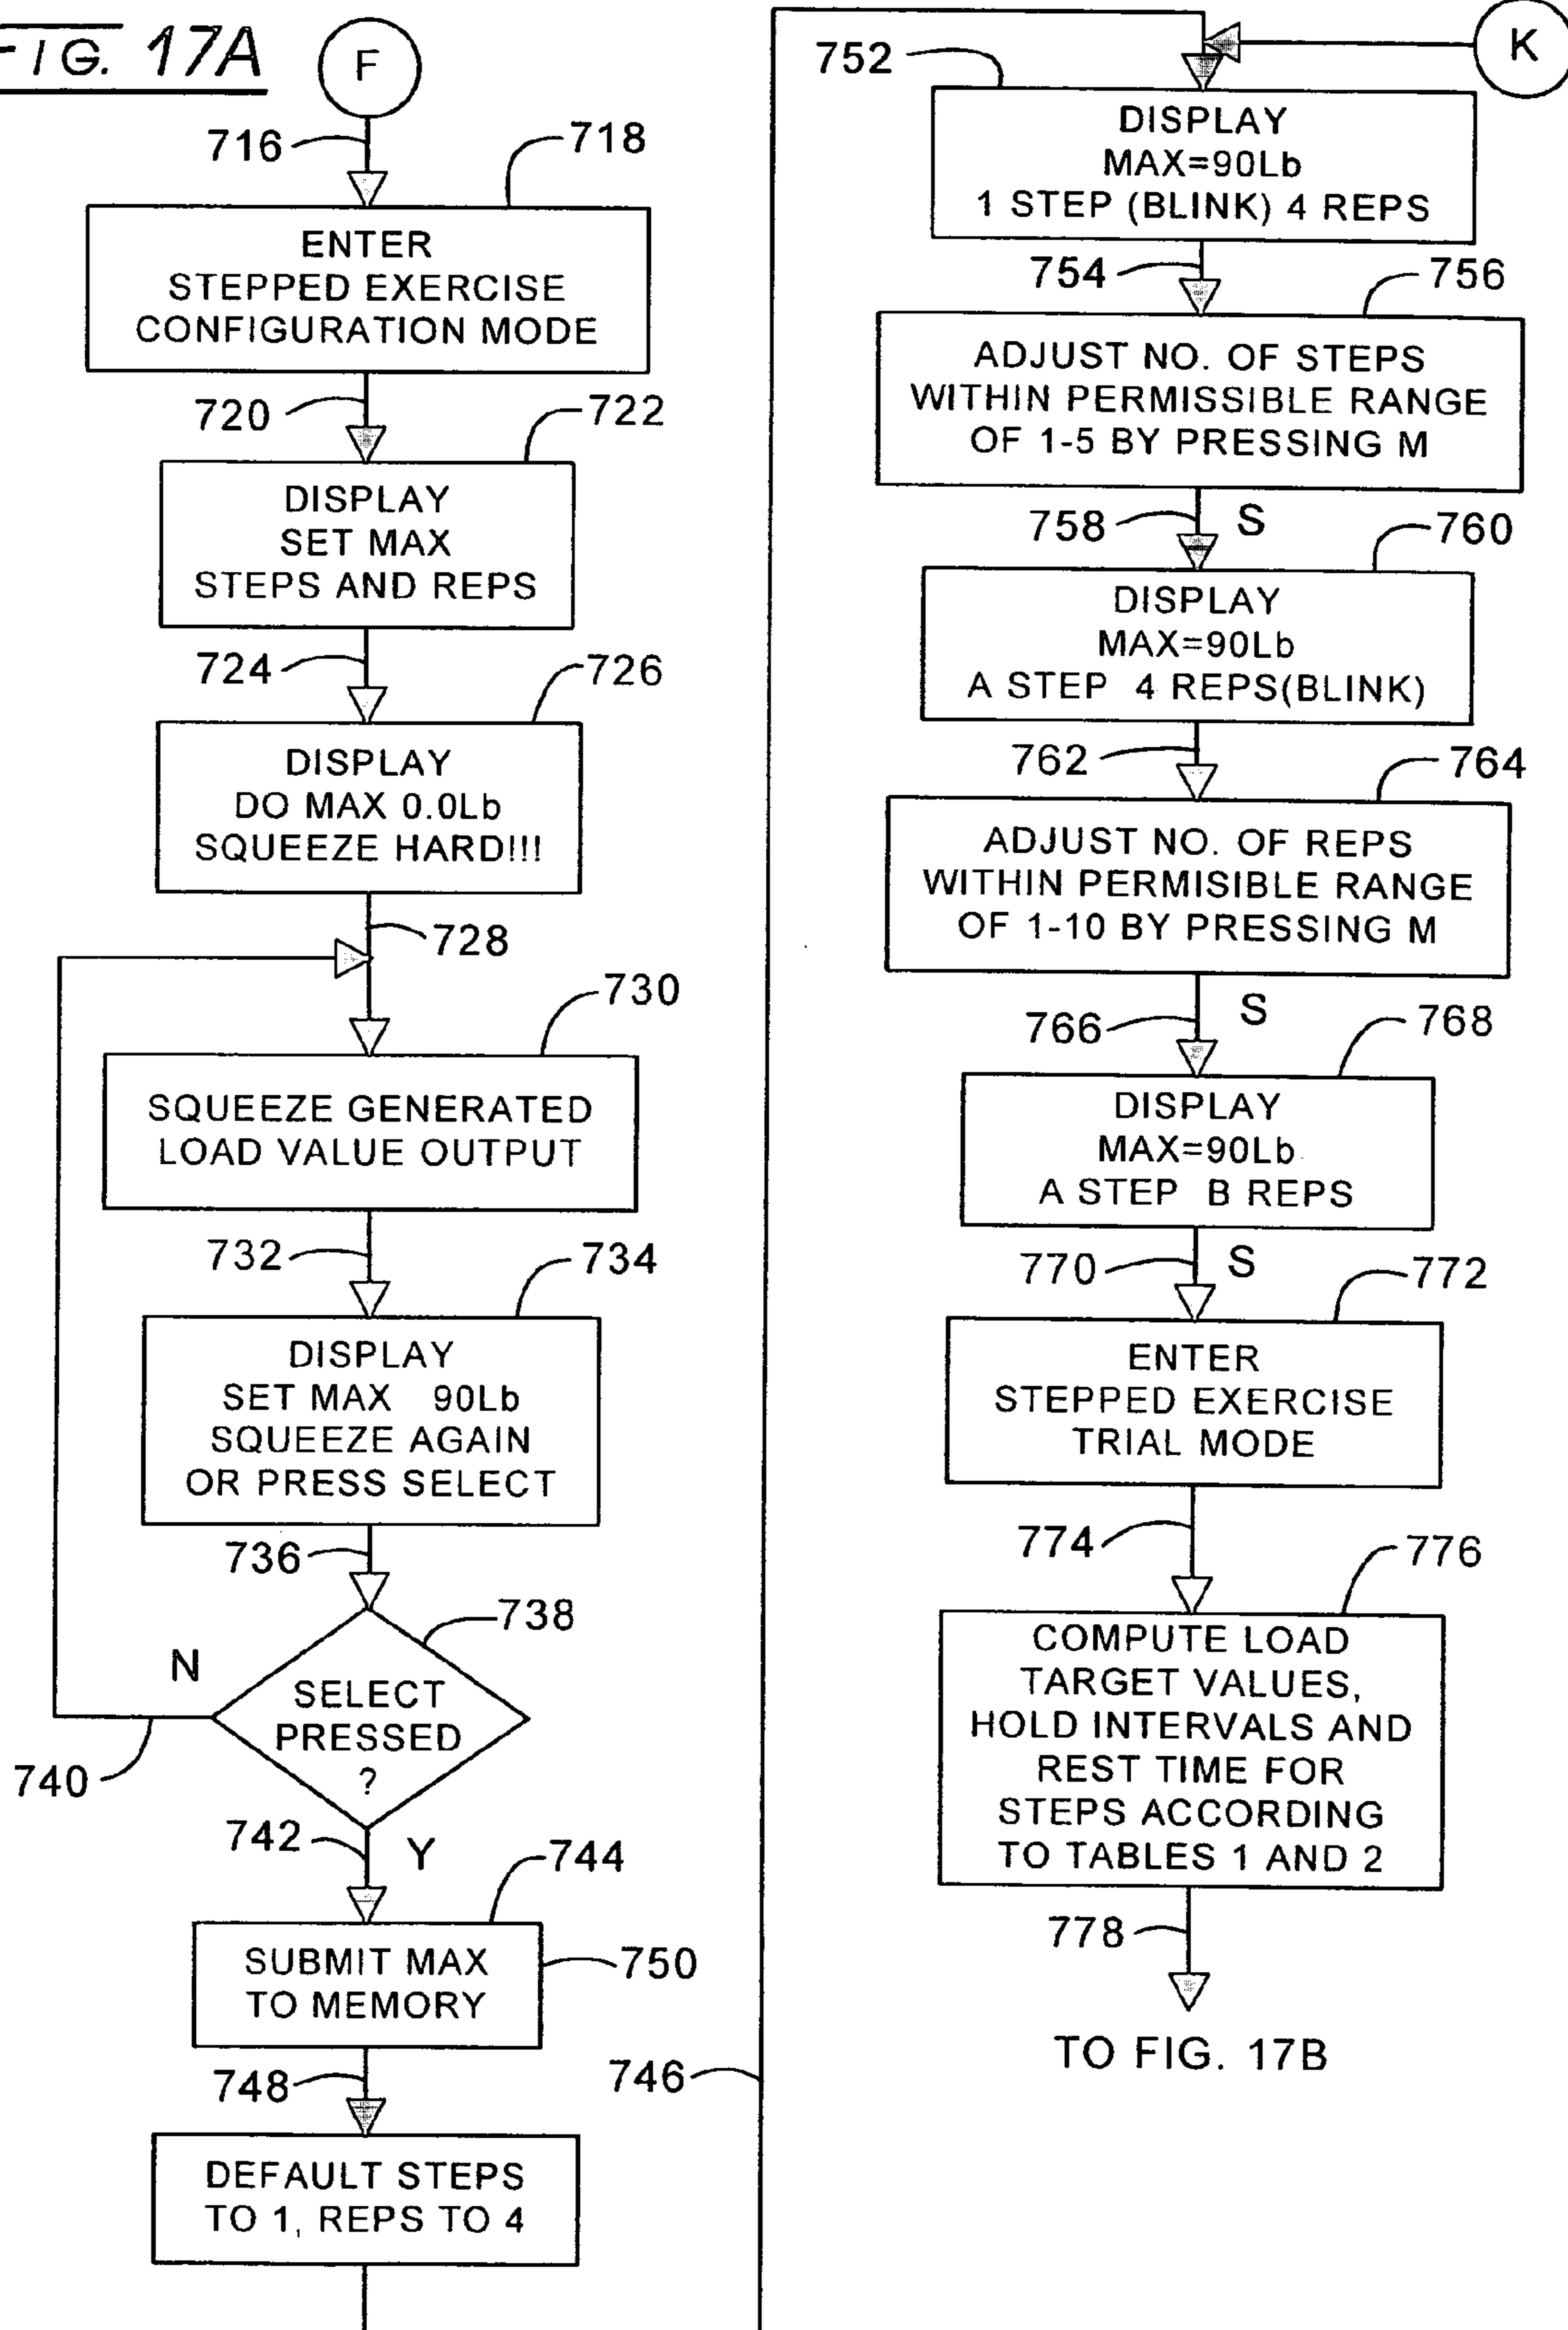 FIG. 17A
F
716
718
ENTER
STEPPED EXERCISE
CONFIGURATION MODE
720
722
DISPLAY
SET MAX
STEPS AND REPS
724
726
DISPLAY
DO MAX 0.0Lb
SQUEEZE HARD!!!
728
730
SQUEEZE GENERATED
LOAD VALUE OUTPUT
732
734
DISPLAY
SET MAX 90Lb
SQUEEZE AGAIN
OR PRESS SELECT
736
738
N
SELECT
PRESSED
?
740
742
Y
744
SUBMIT MAX
TO MEMORY
750
748
DEFAULT STEPS
TO 1, REPS TO 4
746
K
752
DISPLAY
MAX=90Lb
1 STEP (BLINK) 4 REPS
754
756
ADJUST NO. OF STEPS
WITHIN PERMISSIBLE RANGE
OF 1-5 BY PRESSING M
758
S
760
DISPLAY
MAX=90Lb
A STEP 4 REPS(BLINK)
762
764
ADJUST NO. OF REPS
WITHIN PERMISIBLE RANGE
OF 1-10 BY PRESSING M
766
S
768
DISPLAY
MAX=90Lb
A STEP B REPS
770
S
772
ENTER
STEPPED EXERCISE
TRIAL MODE
774
776
COMPUTE LOAD
TARGET VALUES,
HOLD INTERVALS AND
REST TIME FOR
STEPS ACCORDING
TO TABLES 1 AND 2
778
TO FIG. 17B